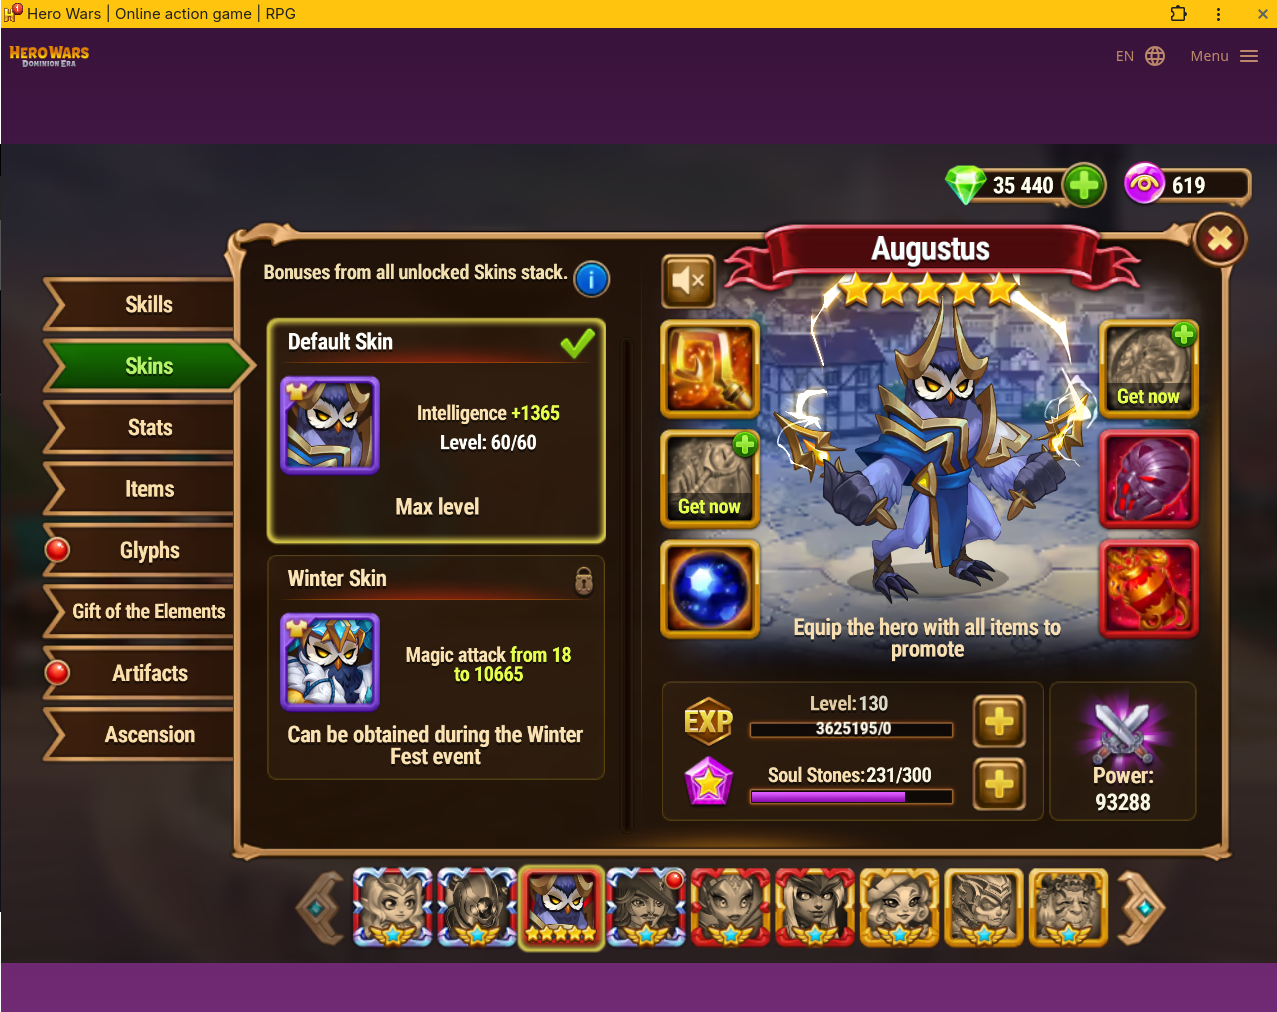 Hero Wars | Online action game | RPG
HERO WARS
DOMINION ERA
EN
Menu
35 440
619
Augustus
Bonuses from all unlocked Skins stack.
Skills
Skins
Stats
Items
Glyphs
Gift of the Elements
Artifacts
Ascension
Default Skin
Intelligence +1365
Level: 60/60
Max level
Winter Skin
Magic attack from 18
to 10665
Can be obtained during the Winter
Fest event
Get now
Get now
Equip the hero with all items to
promote
EXP
Level: 130
3625195/0
Soul Stones: 231/300
Power:
93288